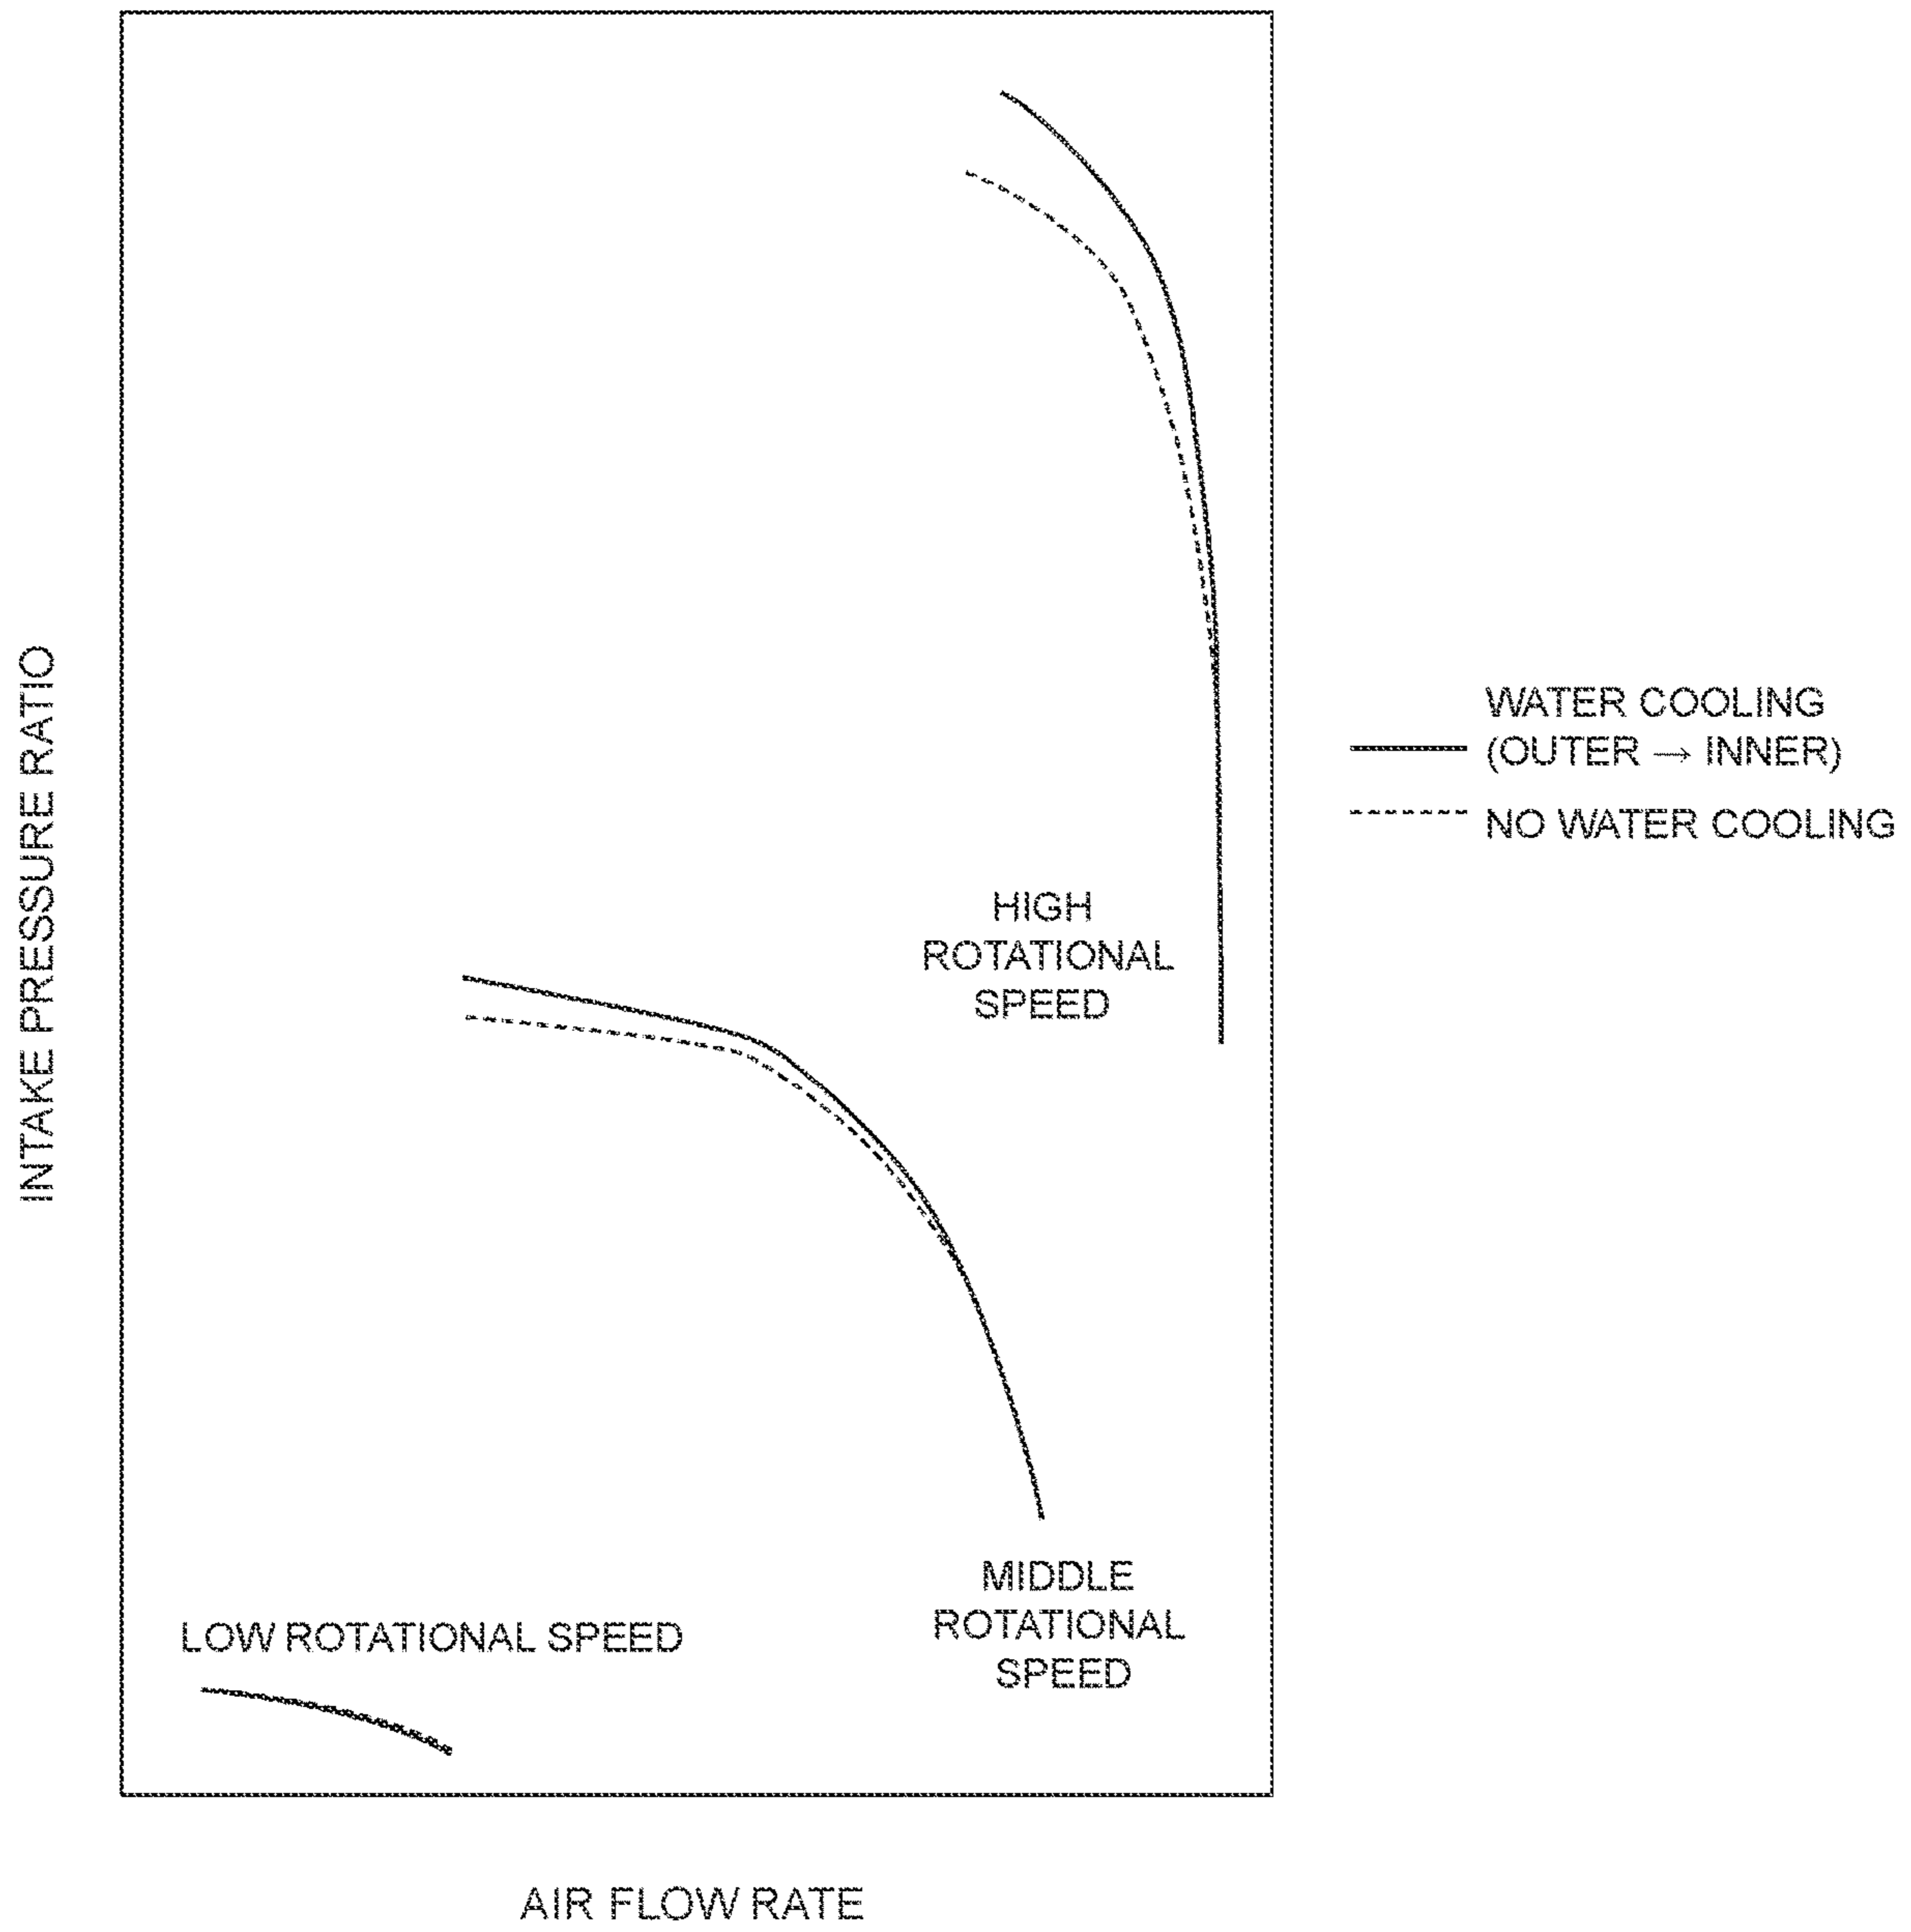 INTAKE PRESSURE RATIO
WATER COOLING
(OUTER → INNER)
NO WATER COOLING
HIGH
ROTATIONAL
SPEED
MIDDLE
ROTATIONAL
SPEED
LOW ROTATIONAL SPEED
AIR FLOW RATE